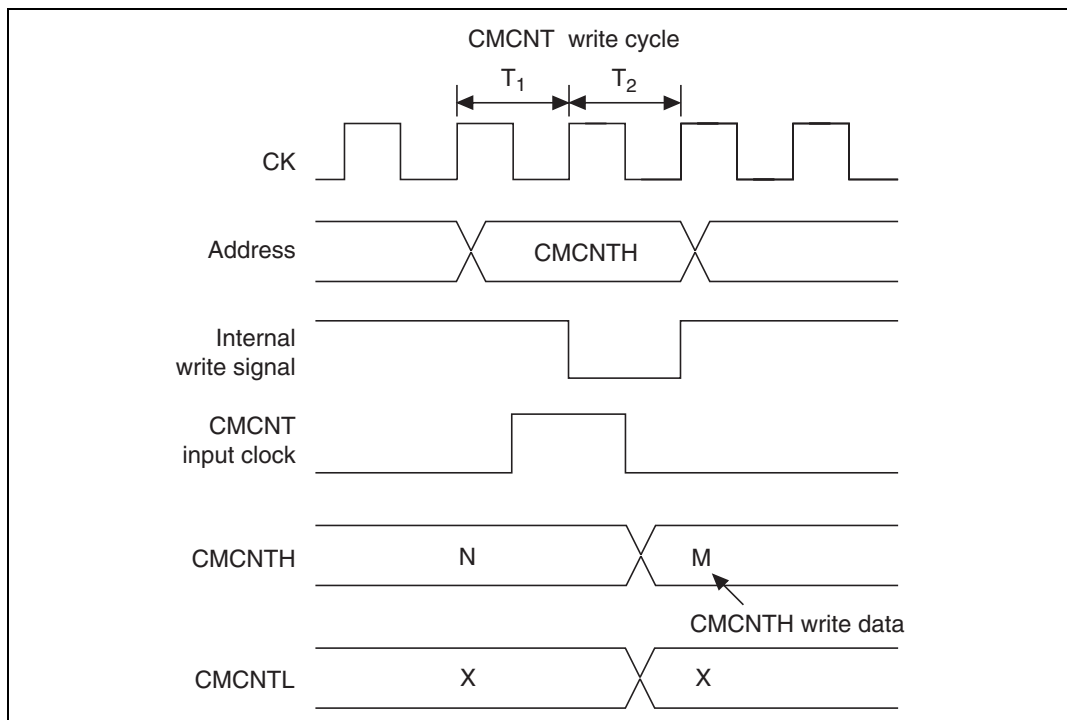 CMCNT write cycle
T1 T2
CK
Address CMCNTH
Internal
write signal
CMCNT
input clock
CMCNTH N M
CMCNTH write data
CMCNTL X X